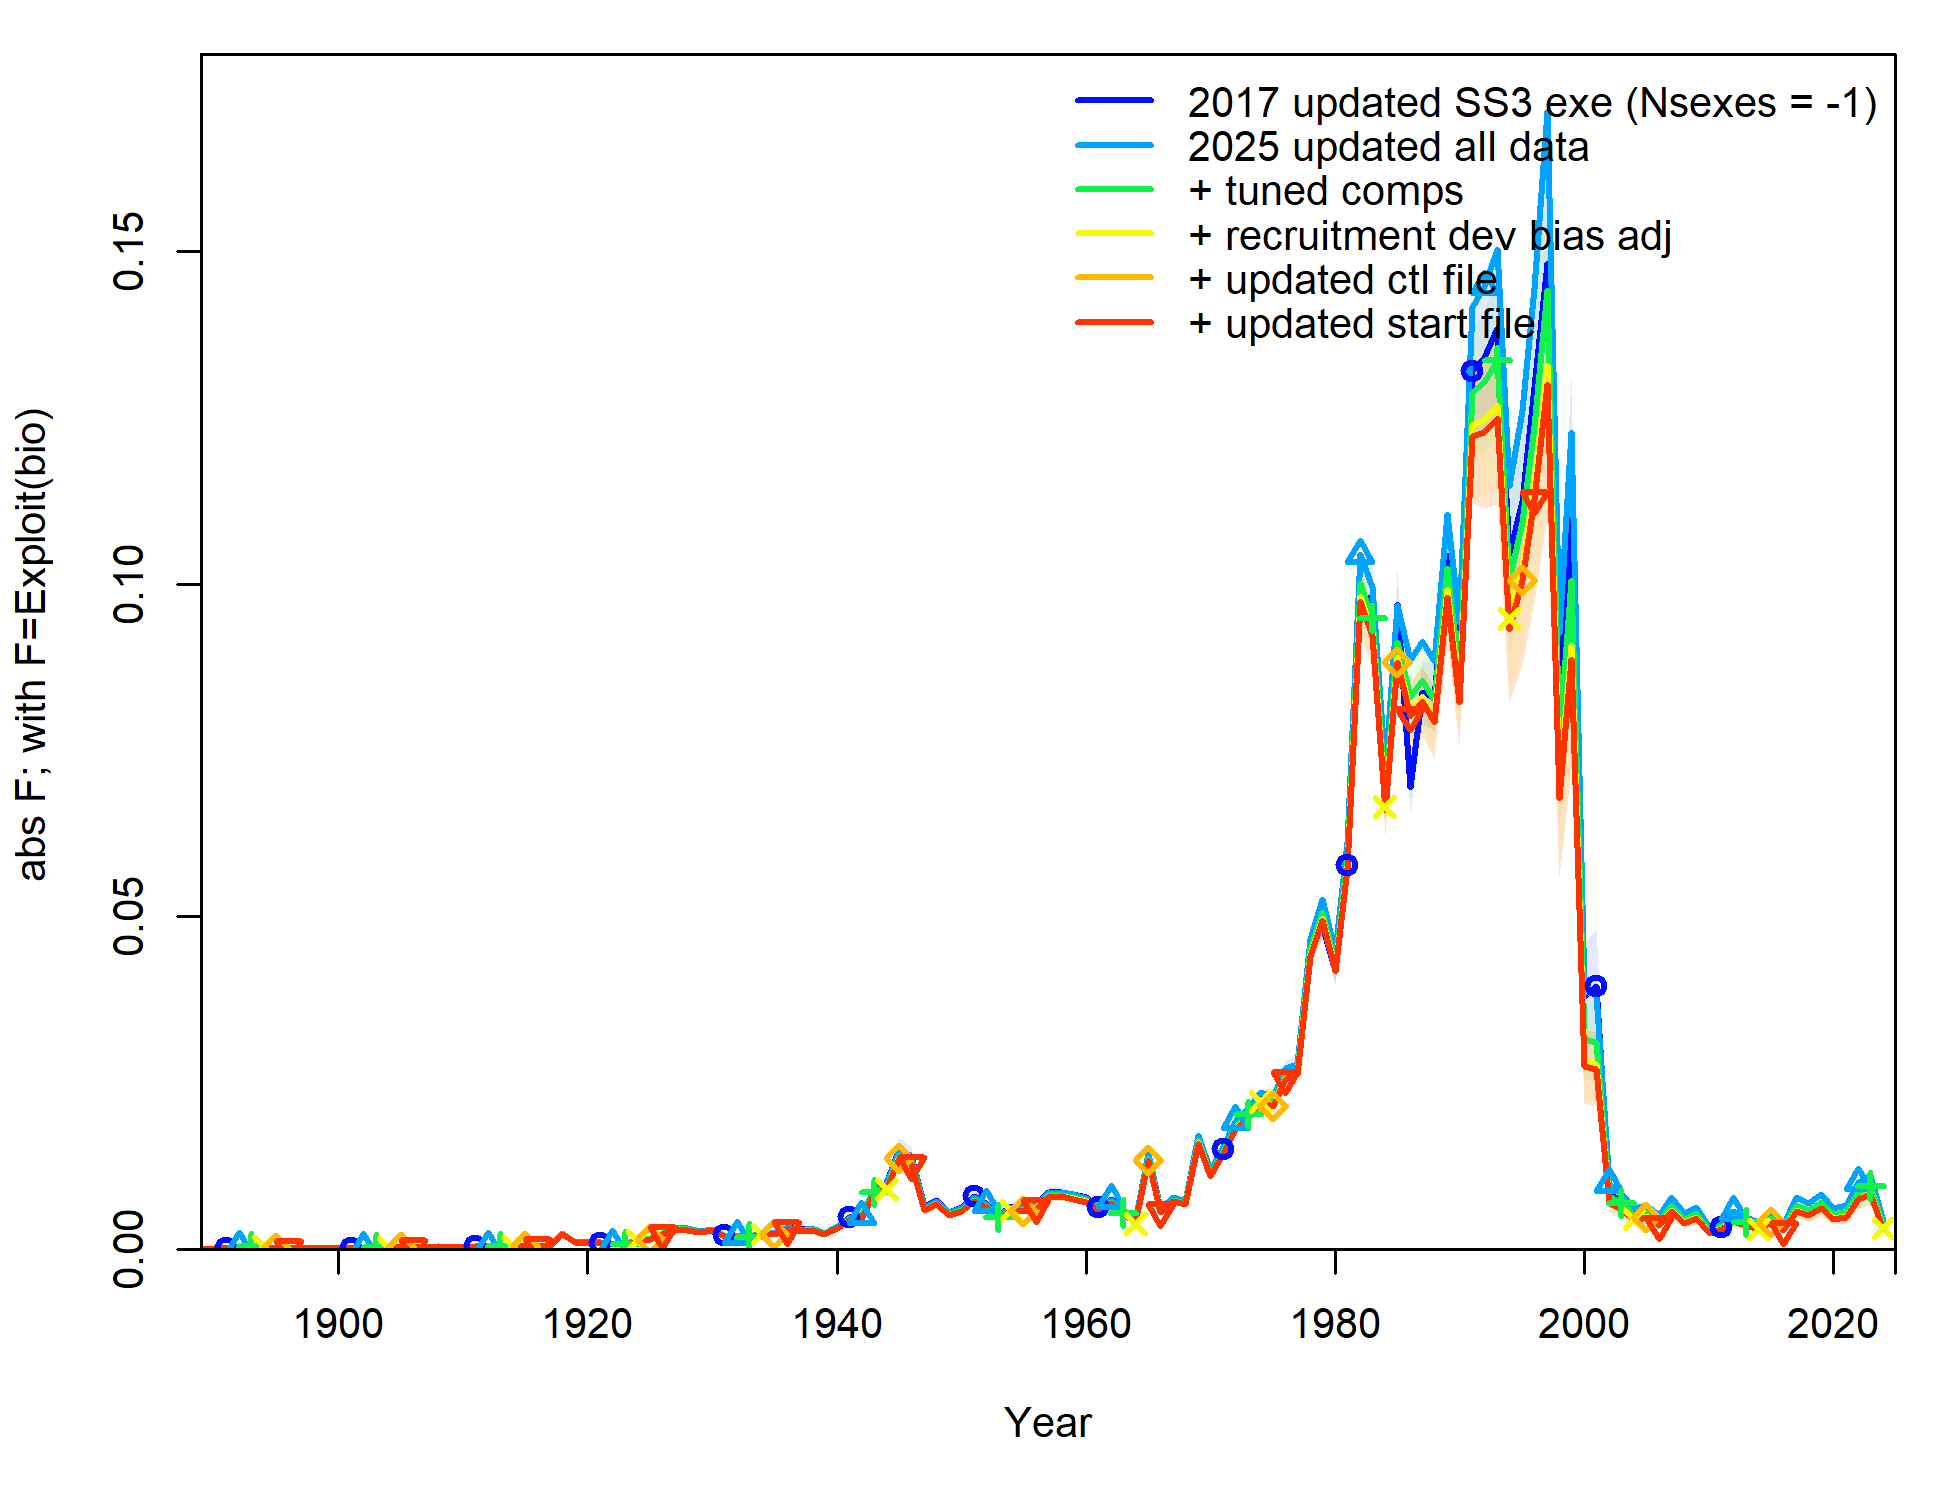 2017 updated SS3 exe (Nsexes = -1)
2025 updated all data
+ tuned comps
+ recruitment dev bias adj
+ updated ctl file
+ updated start file
abs F; with F=Exploit(bio)
0.15
0.10
0.05
0.00
1900 1920 1940 1960 1980 2000 2020
Year